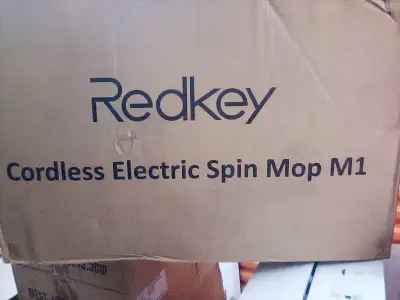 Redkey
Cordless Electric Spin Mop M1